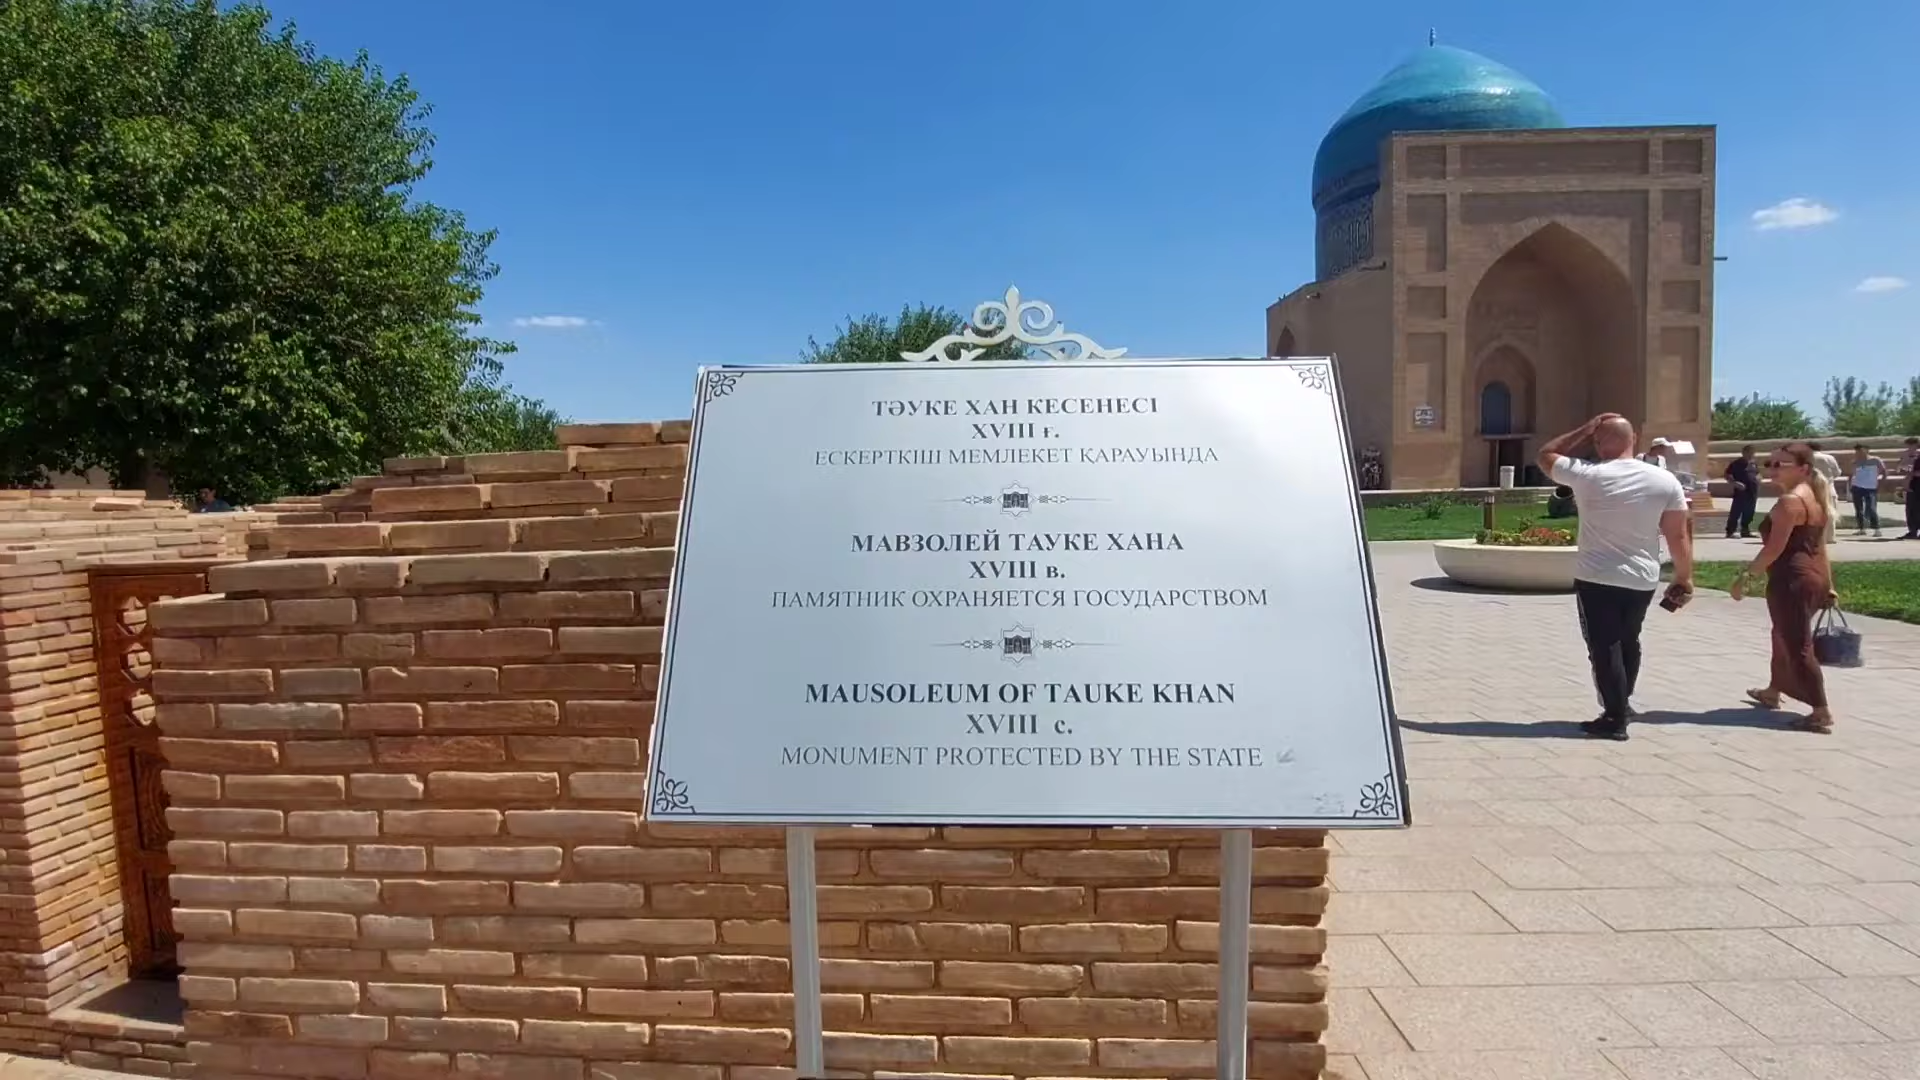 ТӘУКЕ ХАН КЕСЕНЕСІ
XVIII ғ.
ЕСКЕРТКІШ МЕМЛЕКЕТ ҚАРАУЫНДА
МАВЗОЛЕЙ ТАУКЕ ХАНА
XVIII в.
ПАМЯТНИК ОХРАНЯЕТСЯ ГОСУДАРСТВОМ
MAUSOLEUM OF TAUKE KHAN
XVIII c.
MONUMENT PROTECTED BY THE STATE